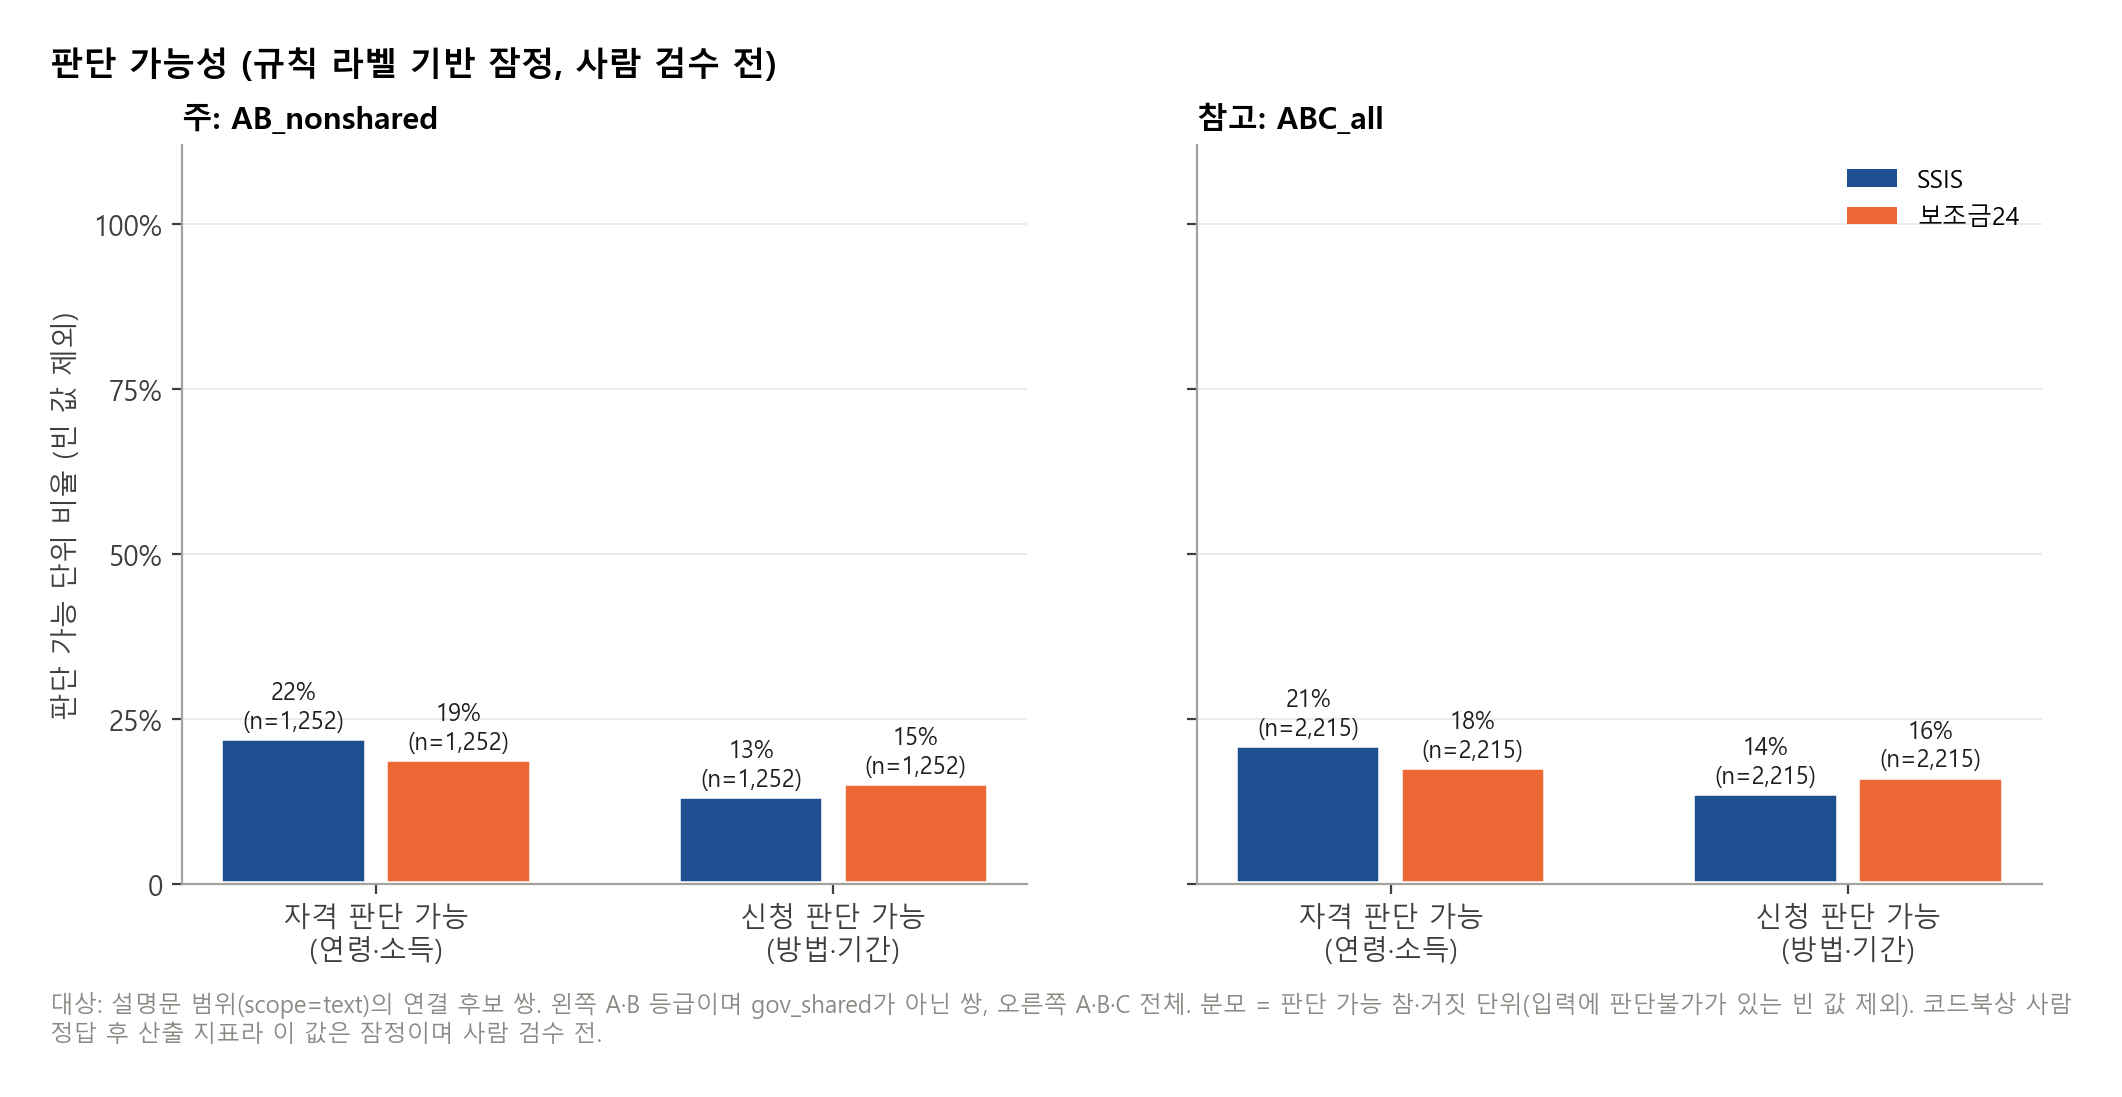 판단 가능성 (규칙 라벨 기반 잠정, 사람 검수 전)
주: AB_nonshared
판단 가능 단위 비율 (빈 값 제외)
100%
75%
50%
25%
0
22%
(n=1,252)
19%
(n=1,252)
13%
(n=1,252)
15%
(n=1,252)
자격 판단 가능
(연령·소득)
신청 판단 가능
(방법·기간)
참고: ABC_all
SSIS
보조금24
21%
(n=2,215)
18%
(n=2,215)
14%
(n=2,215)
16%
(n=2,215)
자격 판단 가능
(연령·소득)
신청 판단 가능
(방법·기간)
대상: 설명문 범위(scope=text)의 연결 후보 쌍. 왼쪽 A·B 등급이며 gov_shared가 아닌 쌍, 오른쪽 A·B·C 전체. 분모 = 판단 가능 참·거짓 단위(입력에 판단불가가 있는 빈 값 제외). 코드북상 사람
정답 후 산출 지표라 이 값은 잠정이며 사람 검수 전.